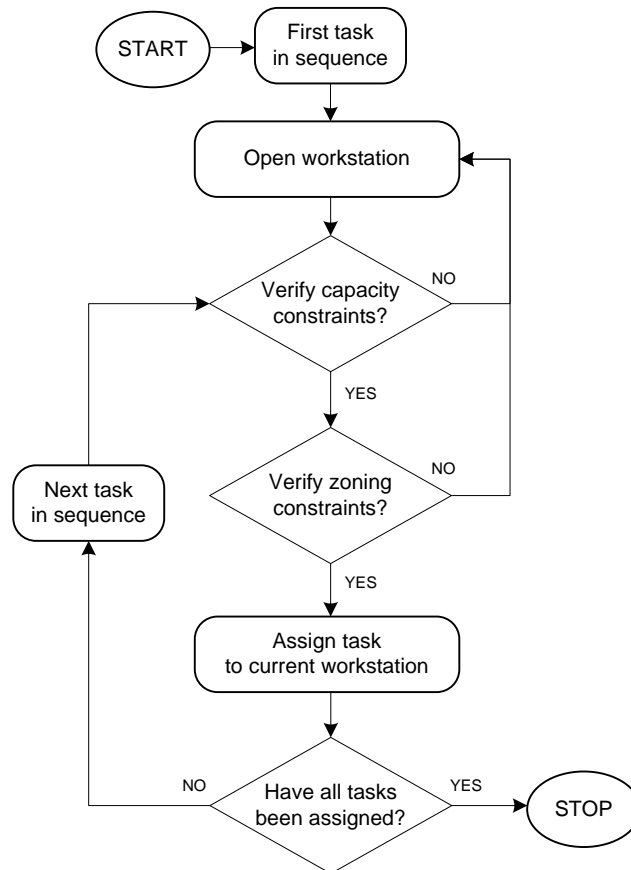 START
First task
in sequence
Open workstation
Verify capacity
constraints?
NO
YES
Verify zoning
constraints?
NO
Next task
in sequence
YES
Assign task
to current workstation
Have all tasks
been assigned?
NO
YES
STOP